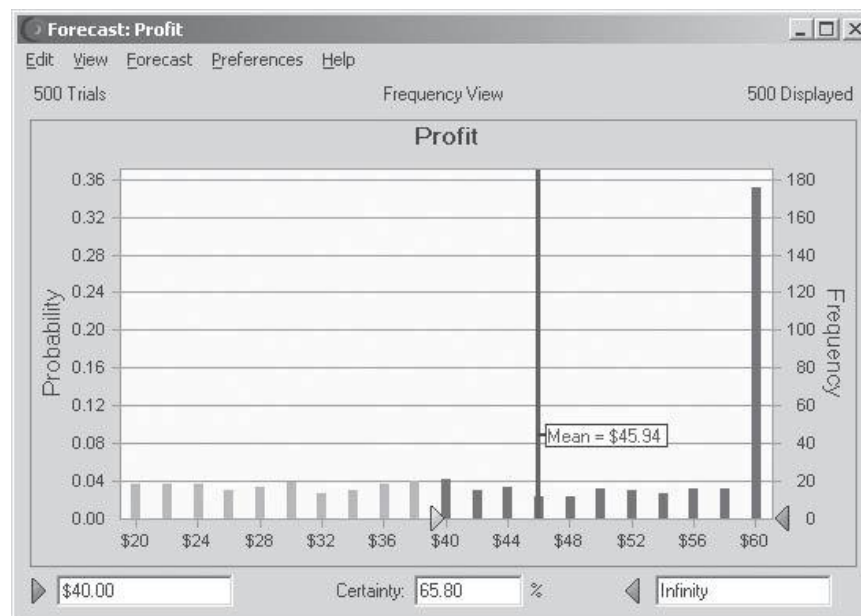 Forecast: Profit
Edit View Forecast Preferences Help
500 Trials Frequency View 500 Displayed
Profit
0.36 180
0.32 160
0.28 140
0.24 120
0.20 100
0.16 80
0.12 60
0.08 40
0.04 20
0.00 0
Probability
Frequency
Mean = $45.94
$20 $24 $28 $32 $36 $40 $44 $48 $52 $56 $60
$40.00 Certainty: 65.80 % Infinity